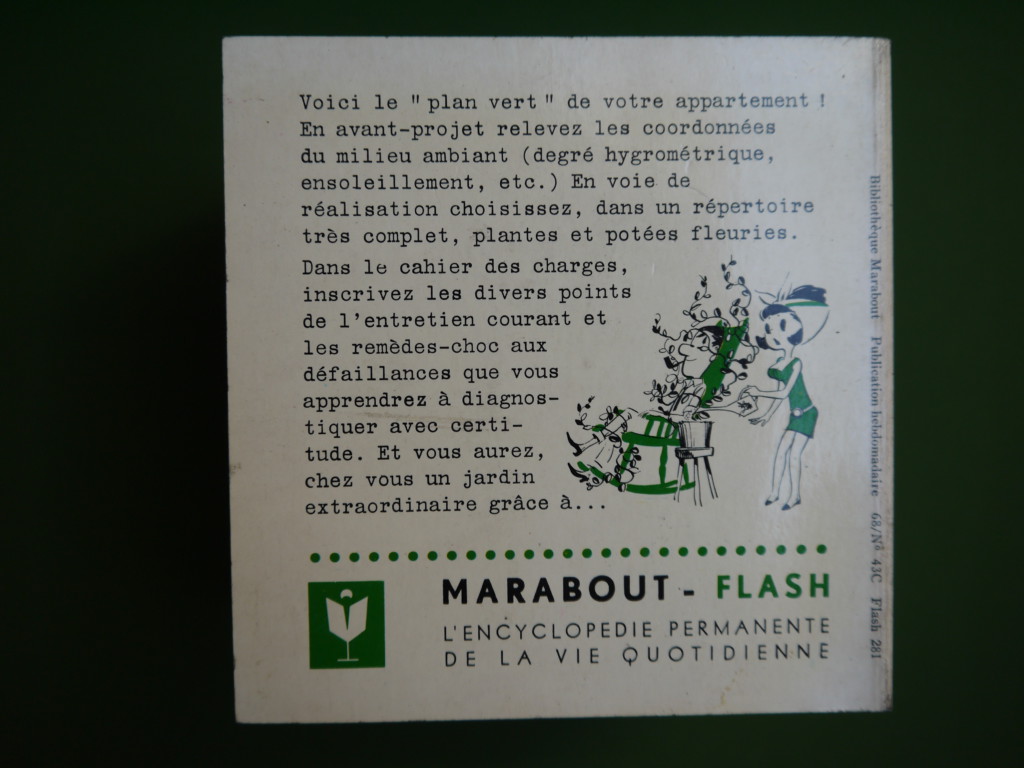 Voici le " plan vert " de votre appartement !
En avant-projet relevez les coordonnées
du milieu ambiant (degré hygrométrique,
ensoleillement, etc.) En voie de
réalisation choisissez, dans un répertoire
très complet, plantes et potées fleuries.
Dans le cahier des charges,
inscrivez les divers points
de l'entretien courant et
les remèdes-choc aux
défaillances que vous
apprendrez à diagnos-
tiquer avec certi-
tude. Et vous aurez,
chez vous un jardin
extraordinaire grâce à...
MARABOUT - FLASH
L'ENCYCLOPEDIE PERMANENTE
DE LA VIE QUOTIDIENNE
Bibliothèque Marabout Publication hebdomadaire 68/Nº 43C Flash 281